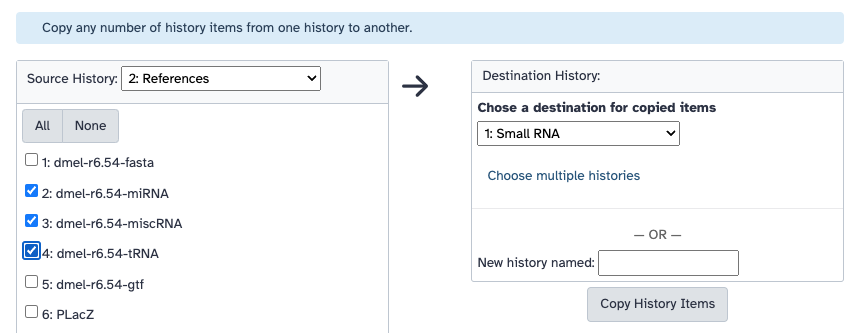 Copy any number of history items from one history to another.
Source History: 2: References
All None
1: dmel-r6.54-fasta
2: dmel-r6.54-miRNA
3: dmel-r6.54-miscRNA
4: dmel-r6.54-tRNA
5: dmel-r6.54-gtf
6: PLacZ
Destination History:
Chose a destination for copied items
1: Small RNA
Choose multiple histories
— OR —
New history named:
Copy History Items